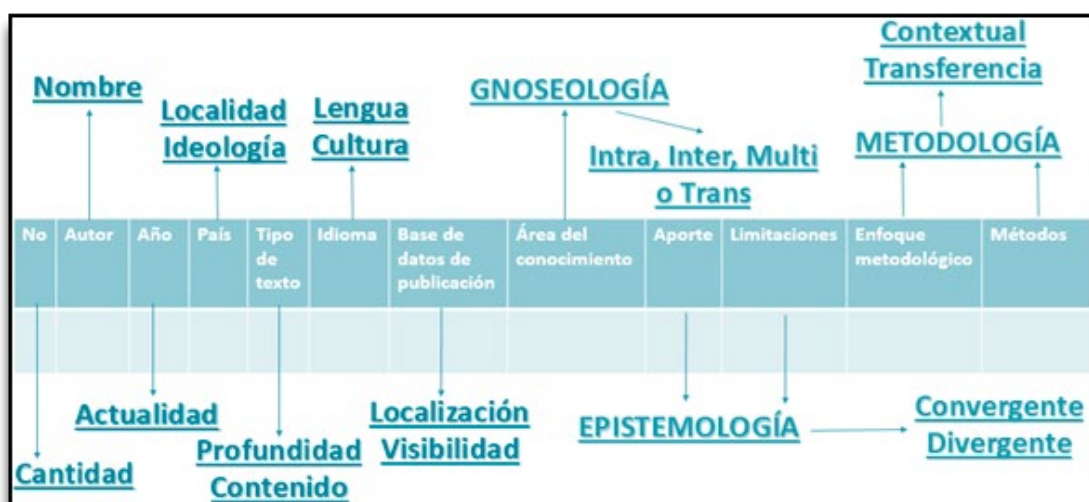 Contextual
Transferencia
Nombre
GNOSEOLOGÍA
Localidad
Ideología
Lengua
Cultura
METODOLOGÍA
Intra, Inter, Multi
o Trans
No
Autor
Año
País
Tipo
de
texto
Idioma
Base de
datos de
publicación
Área del
conocimiento
Aporte
Limitaciones
Enfoque
metodológico
Métodos
Actualidad
Localización
Visibilidad
EPISTEMOLOGÍA
Convergente
Divergente
Profundidad
Contenido
Cantidad